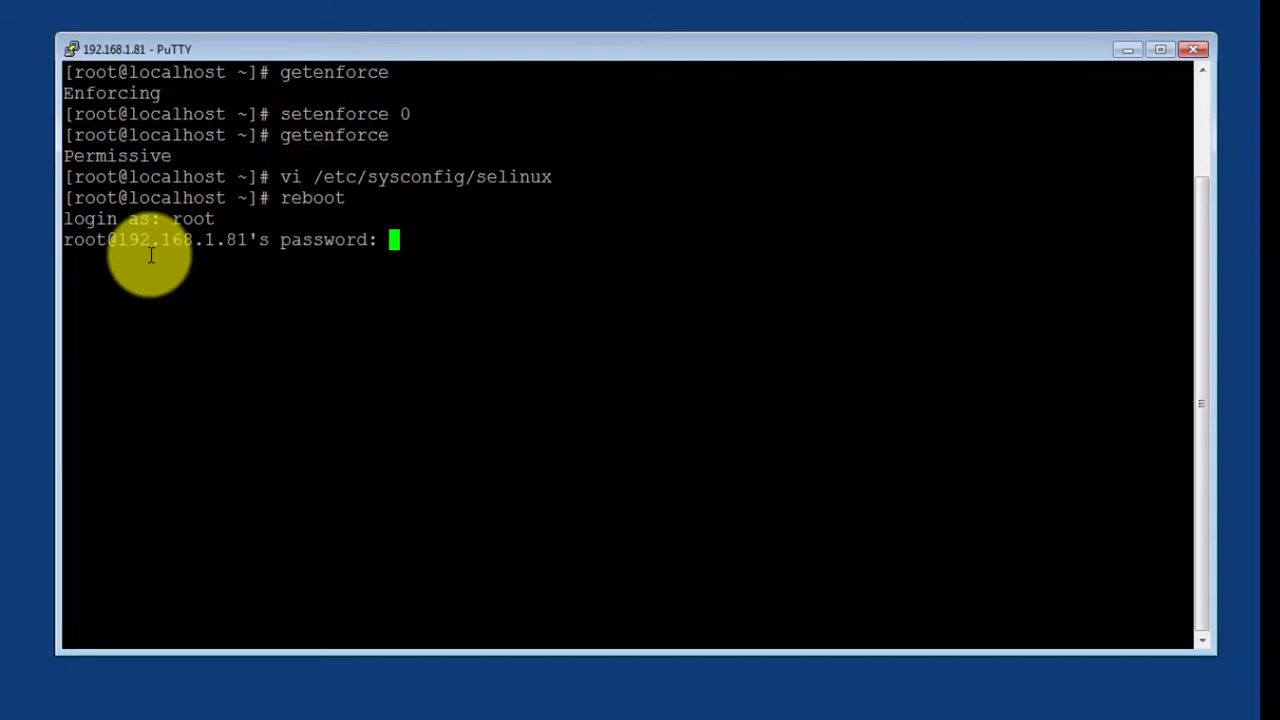 192.168.1.81 - PuTTY
[root@localhost ~]# getenforce
Enforcing
[root@localhost ~]# setenforce 0
[root@localhost ~]# getenforce
Permissive
[root@localhost ~]# vi /etc/sysconfig/selinux
[root@localhost ~]# reboot
login as: root
root@192.168.1.81's password: